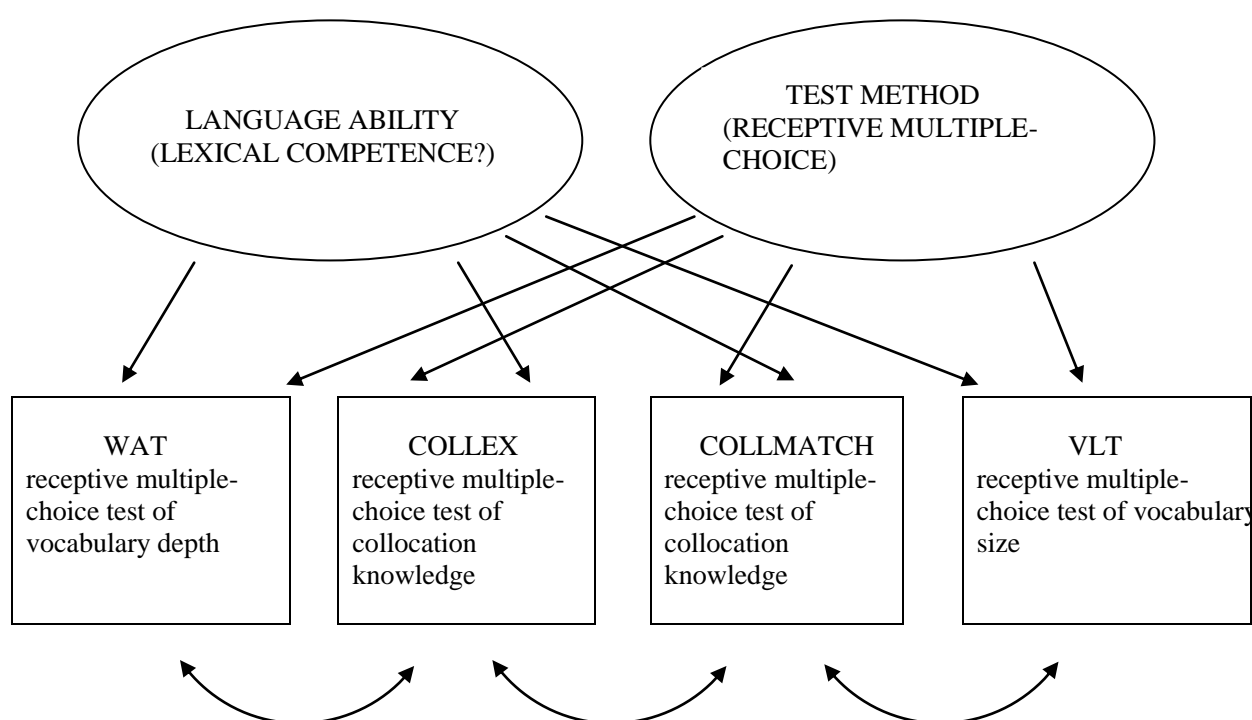 LANGUAGE ABILITY
(LEXICAL COMPETENCE?)
TEST METHOD
(RECEPTIVE MULTIPLE-
CHOICE)
WAT
receptive multiple-
choice test of
vocabulary depth
COLLEX
receptive multiple-
choice test of
collocation
knowledge
COLLMATCH
receptive multiple-
choice test of
collocation
knowledge
VLT
receptive multiple-
choice test of vocabulary
size